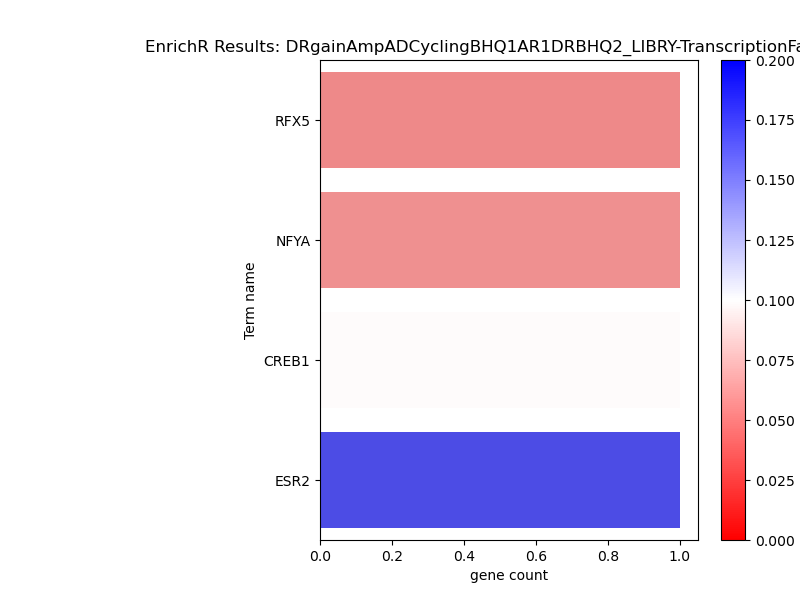 EnrichR Results: DRgainAmpADCyclingBHQ1AR1DRBHQ2_LIBRY-TranscriptionFa
RFX5
NFYA
CREB1
ESR2
Term name
0.0 0.2 0.4 0.6 0.8 1.0
gene count
0.200
0.175
0.150
0.125
0.100
0.075
0.050
0.025
0.000